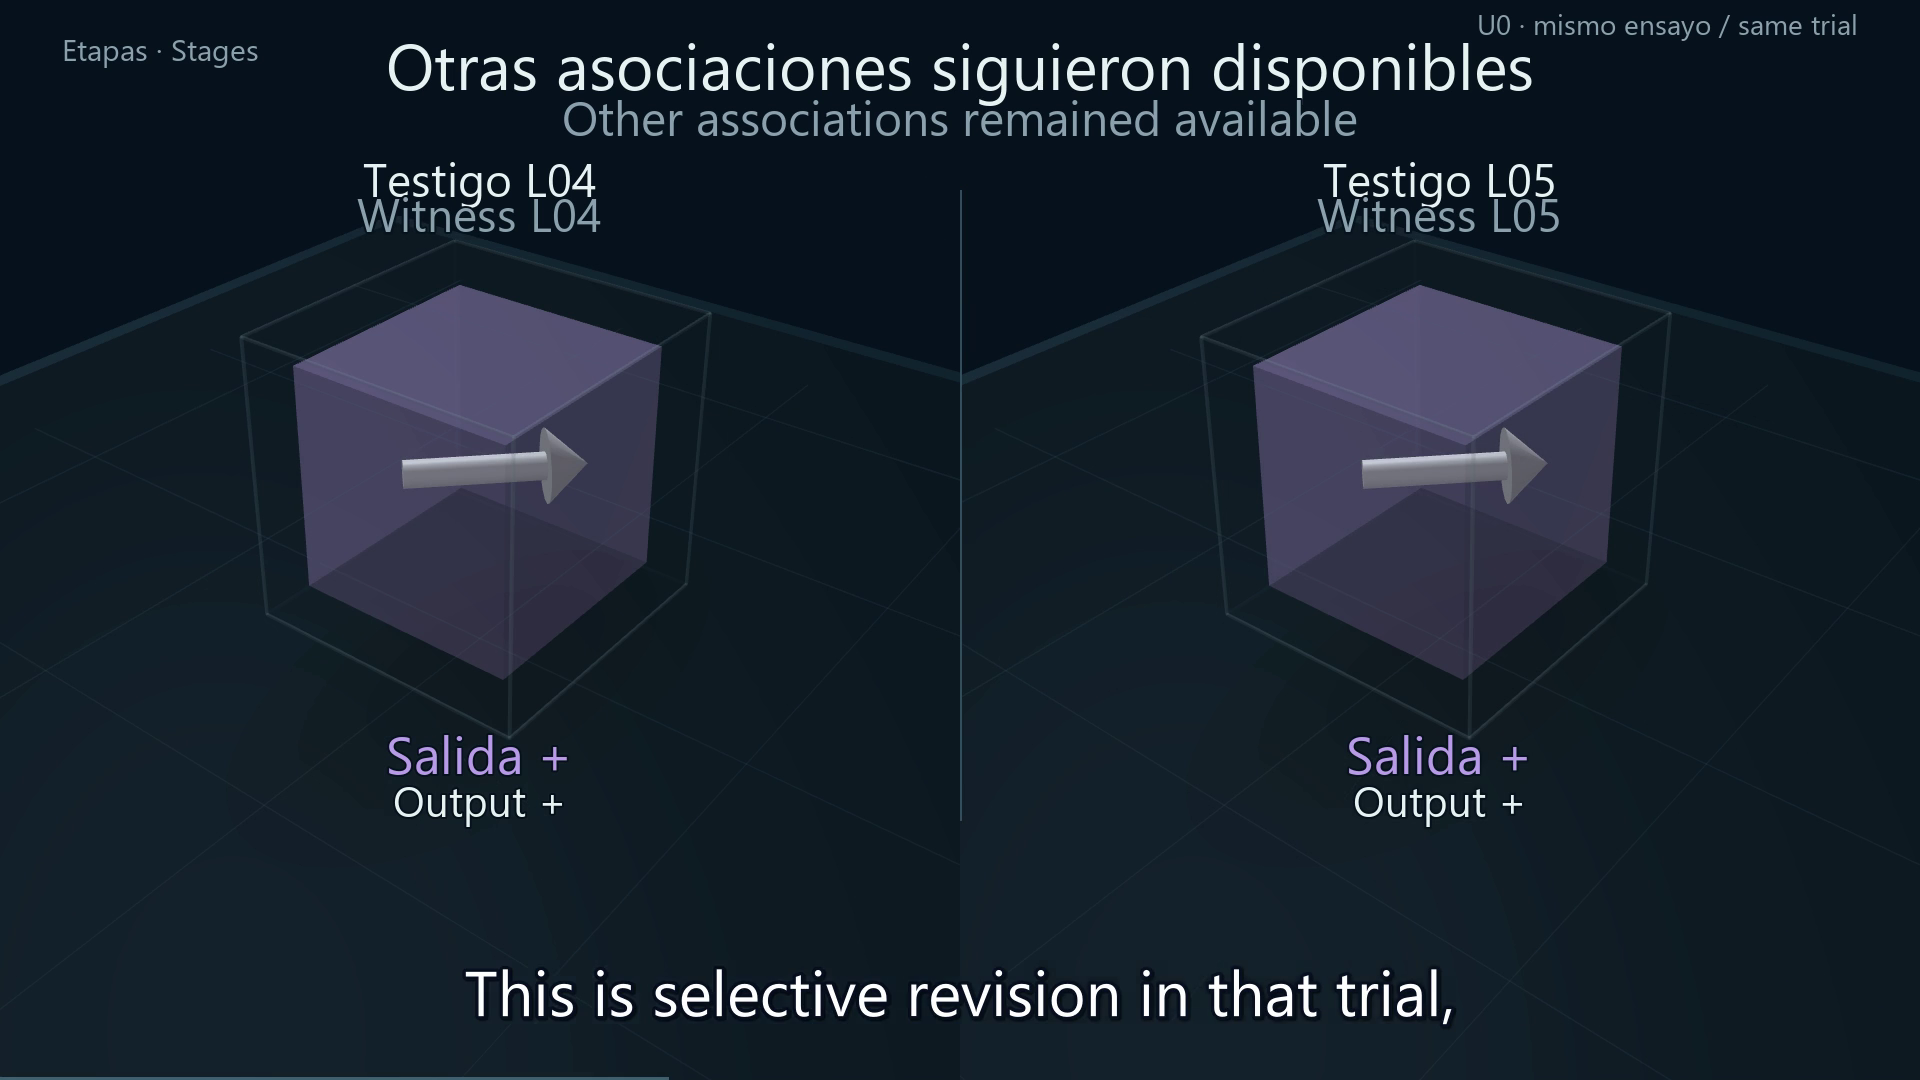 Etapas · Stages
U0 · mismo ensayo / same trial
Otras asociaciones siguieron disponibles
Other associations remained available
Testigo L04
Witness L04
Salida +
Output +
Testigo L05
Witness L05
Salida +
Output +
This is selective revision in that trial,